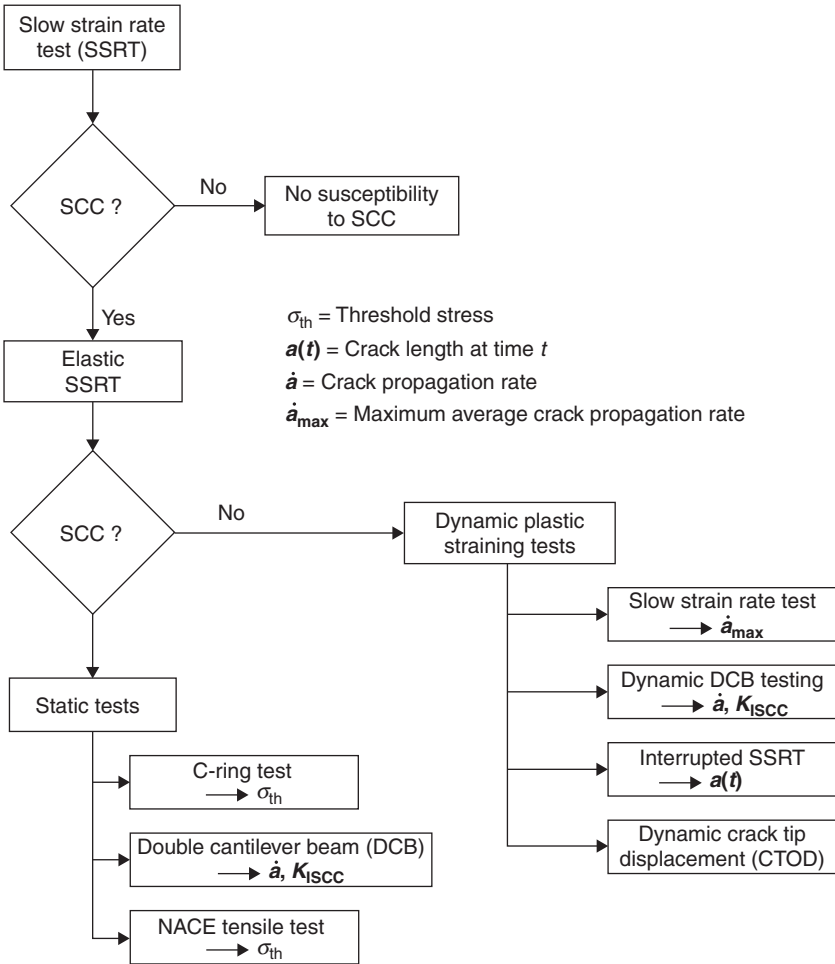 Slow strain rate
test (SSRT)
SCC ?
No
No susceptibility
to SCC
Yes
σth = Threshold stress
a(t) = Crack length at time t
ȧ = Crack propagation rate
ȧmax = Maximum average crack propagation rate
Elastic
SSRT
SCC ?
No
Dynamic plastic
straining tests
Slow strain rate test
→ ȧmax
Dynamic DCB testing
→ ȧ, KISCC
Interrupted SSRT
→ a(t)
Dynamic crack tip
displacement (CTOD)
Static tests
C-ring test
→ σth
Double cantilever beam (DCB)
→ ȧ, KISCC
NACE tensile test
→ σth